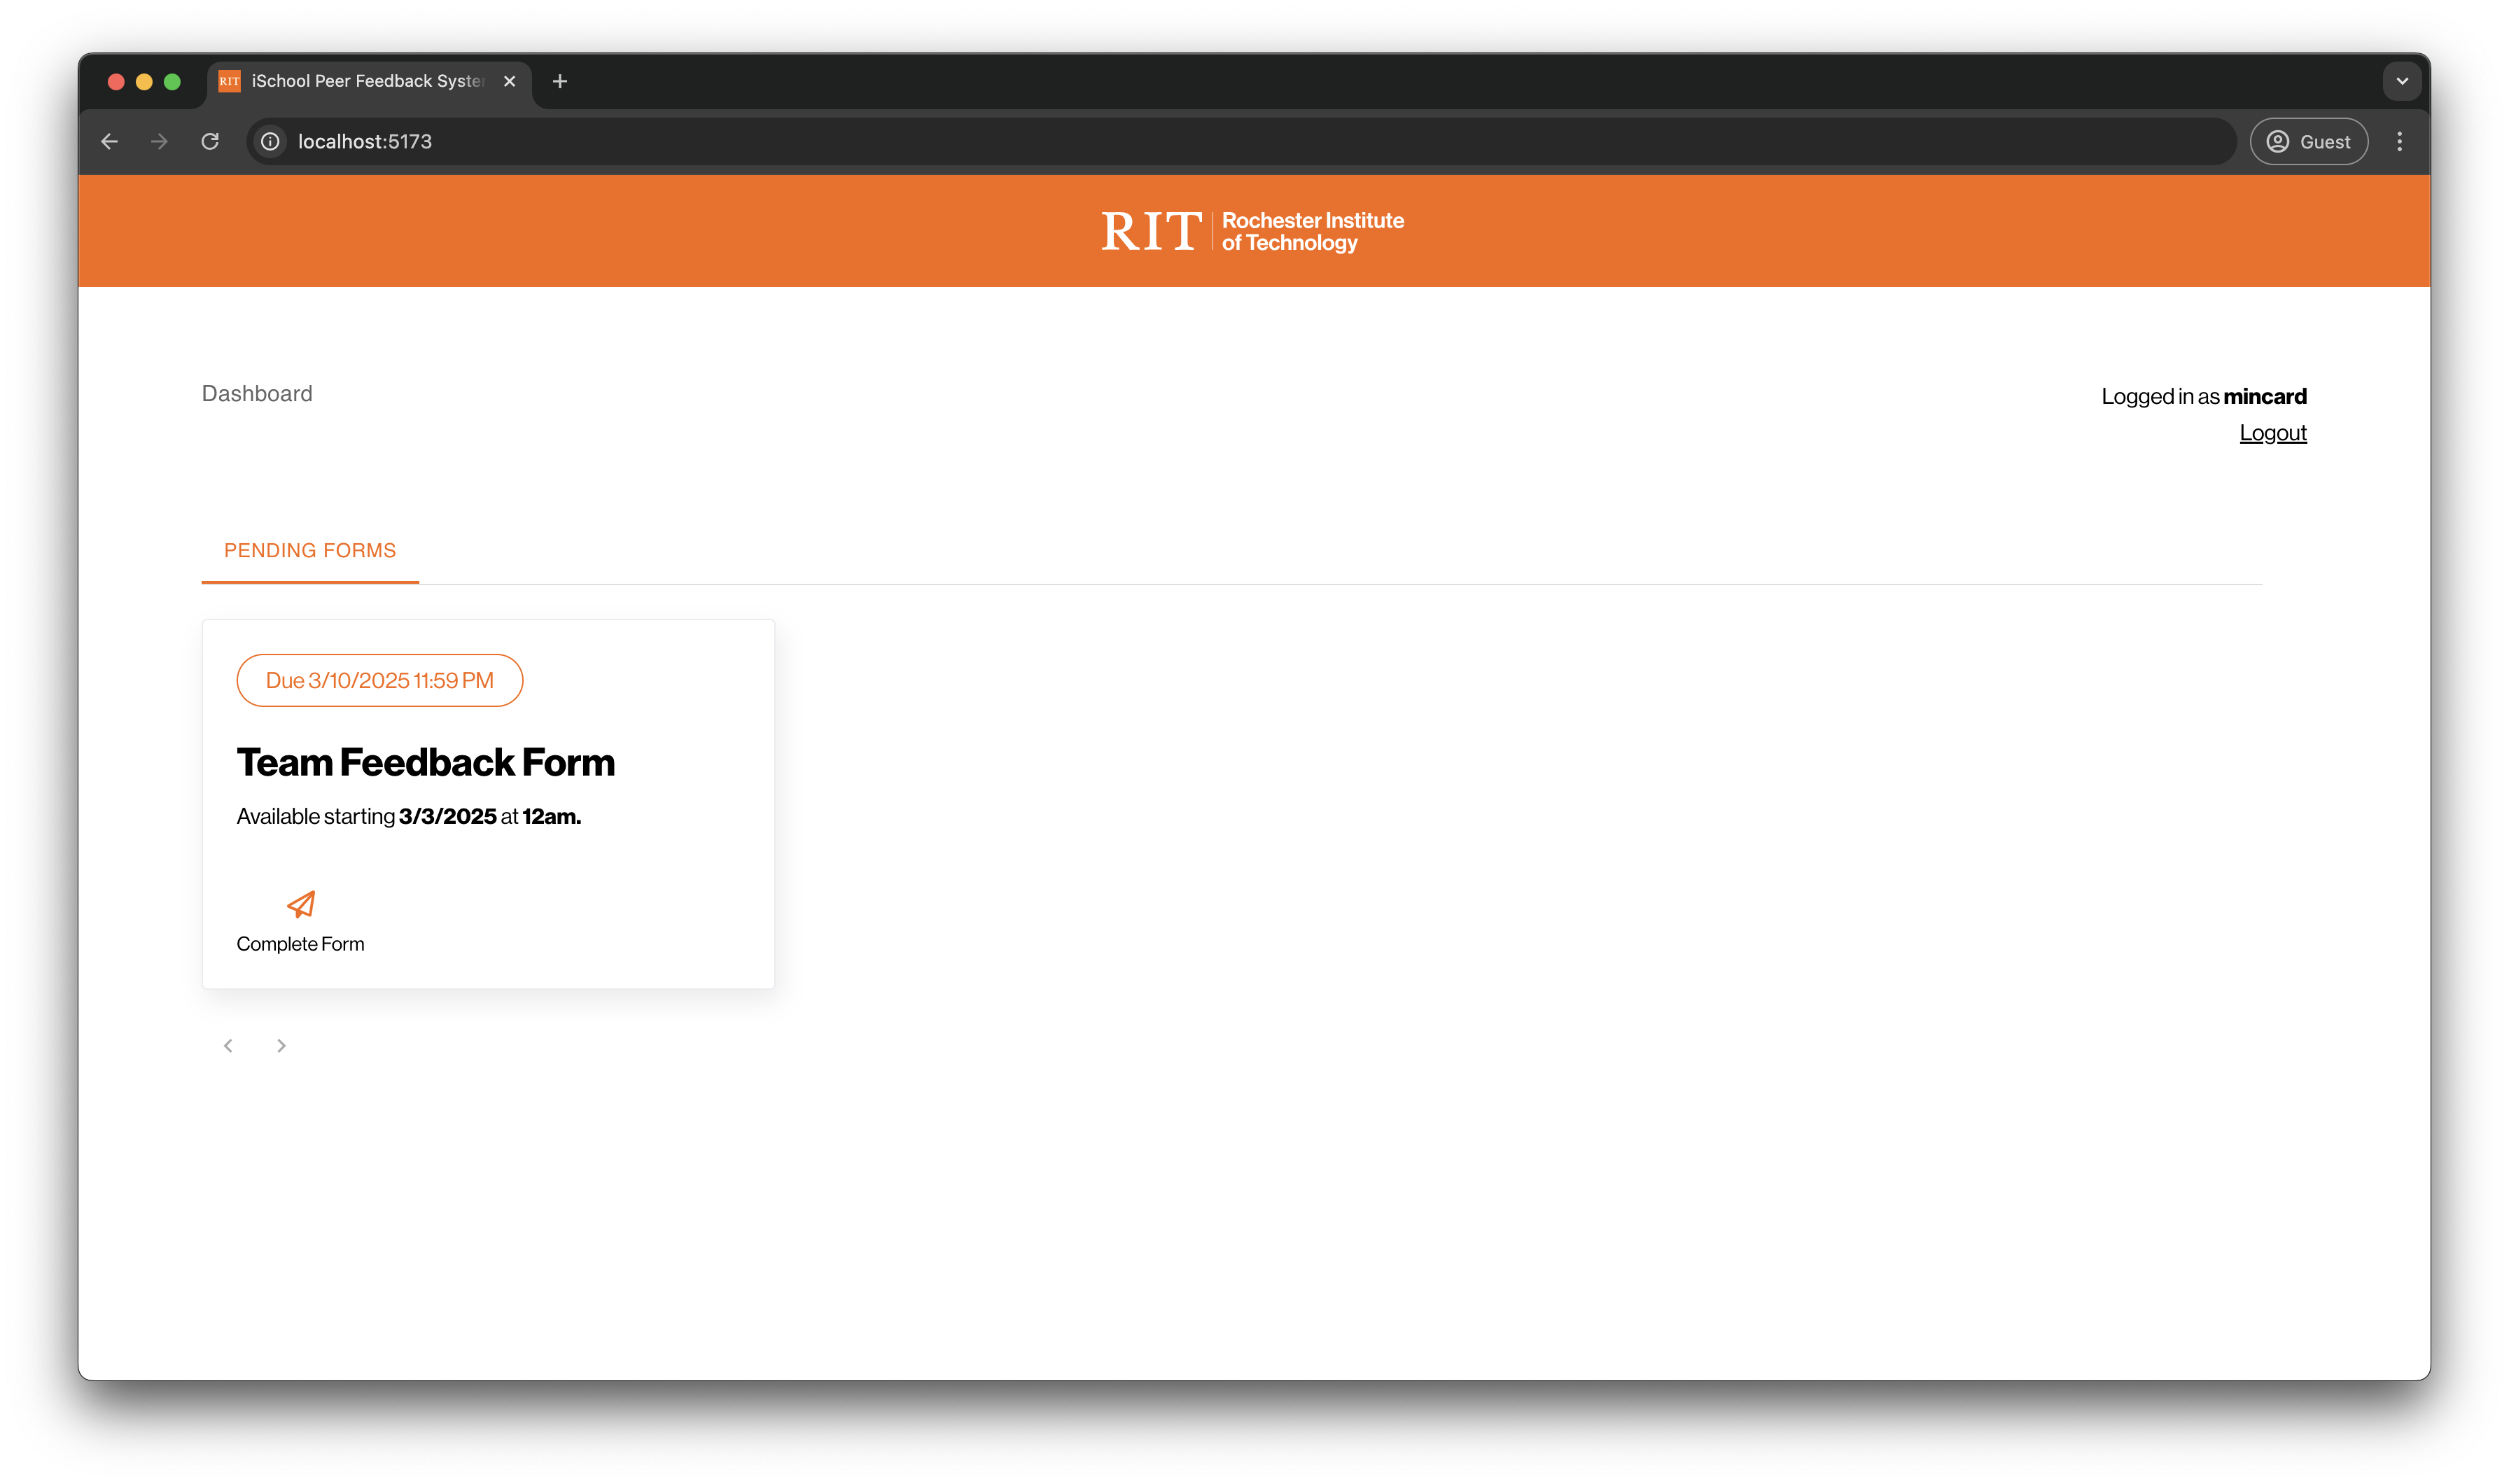 RIT iSchool Peer Feedback Syste
localhost:5173
Guest
RIT
Rochester Institute
of Technology
Dashboard
Logged in as mincard
Logout
PENDING FORMS
Due 3/10/2025 11:59 PM
Team Feedback Form
Available starting 3/3/2025 at 12am.
Complete Form